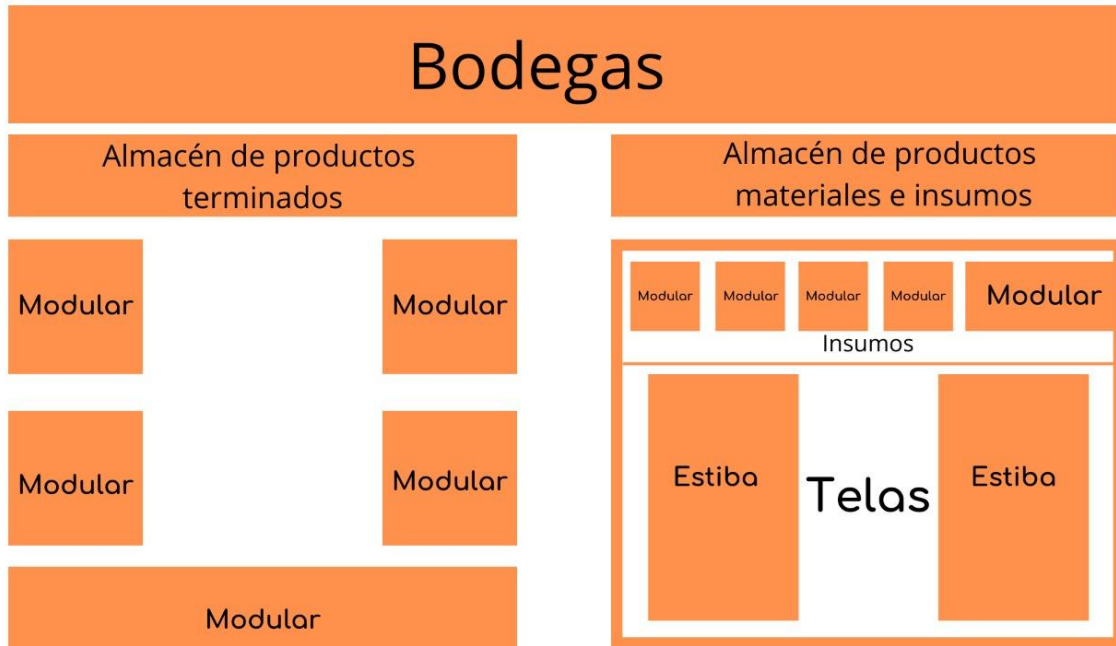 Bodegas
Almacén de productos
terminados
Modular
Modular
Modular
Modular
Modular
Almacén de productos
materiales e insumos
Modular
Modular
Modular
Modular
Modular
Insumos
Estiba
Telas
Estiba